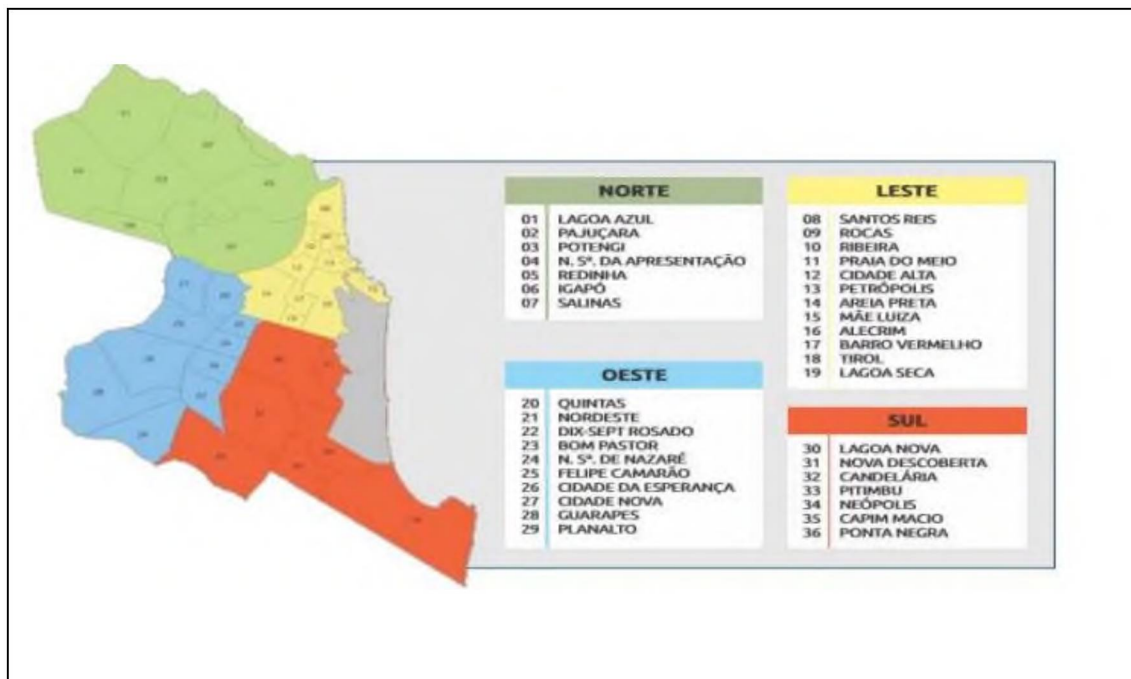 NORTE
01 LAGOA AZUL
02 PAJUÇARA
03 POTENGI
04 N. Sª. DA APRESENTAÇÃO
05 REDINHA
06 IGAPÓ
07 SALINAS
OESTE
20 QUINTAS
21 NORDESTE
22 DIX-SEPT ROSADO
23 BOM PASTOR
24 N. Sª. DE NAZARÉ
25 FELIPE CAMARÃO
26 CIDADE DA ESPERANÇA
27 CIDADE NOVA
28 GUARAPES
29 PLANALTO
LESTE
08 SANTOS REIS
09 ROCAS
10 RIBEIRA
11 PRAIA DO MEIO
12 CIDADE ALTA
13 PETRÓPOLIS
14 AREIA PRETA
15 MÃE LUIZA
16 ALECRIM
17 BARRO VERMELHO
18 TIROL
19 LAGOA SECA
SUL
30 LAGOA NOVA
31 NOVA DESCOBERTA
32 CANDELÁRIA
33 PITIMBU
34 NEÓPOLIS
35 CAPIM MACIO
36 PONTA NEGRA